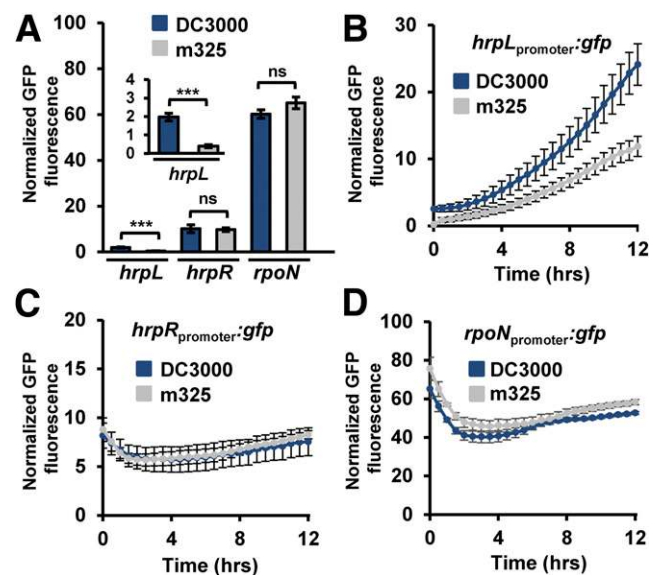 A
DC3000
m325
Normalized GFP
fluorescence
100
80
60
40
20
0
4
3
2
1
0
***
hrpL
ns
***
ns
hrpL
hrpR
rpoN
B
hrpLpromoter:gfp
DC3000
m325
Normalized GFP
fluorescence
30
20
10
0
0
4
8
12
Time (hrs)
C
hrpRpromoter:gfp
DC3000
m325
Normalized GFP
fluorescence
20
15
10
5
0
0
4
8
12
Time (hrs)
D
rpoNpromoter:gfp
DC3000
m325
Normalized GFP
fluorescence
100
80
60
40
20
0
0
4
8
12
Time (hrs)